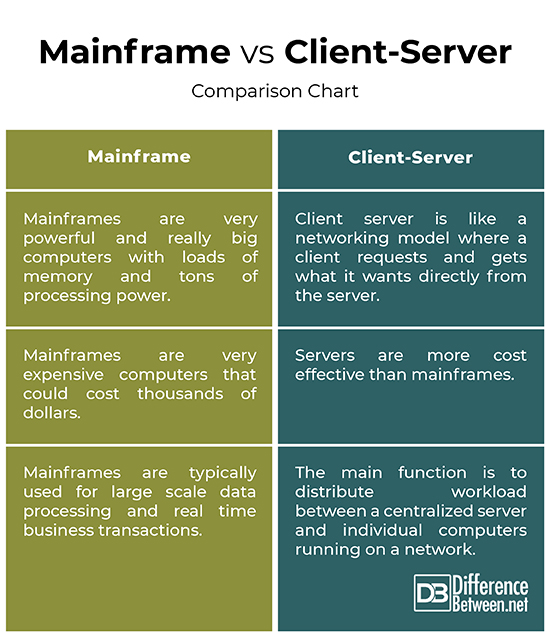 Mainframe vs Client-Server
Comparison Chart
Mainframe
Client-Server
Mainframes are very
powerful and really big
computers with loads of
memory and tons of
processing power.
Client server is like a
networking model where a
client requests and gets
what it wants directly from
the server.
Mainframes are very
expensive computers that
could cost thousands of
dollars.
Servers are more cost
effective than mainframes.
Mainframes are typically
used for large scale data
processing and real time
business transactions.
The main function is to
distribute workload
between a centralized server
and individual computers
running on a network.
DB Difference
Between.net